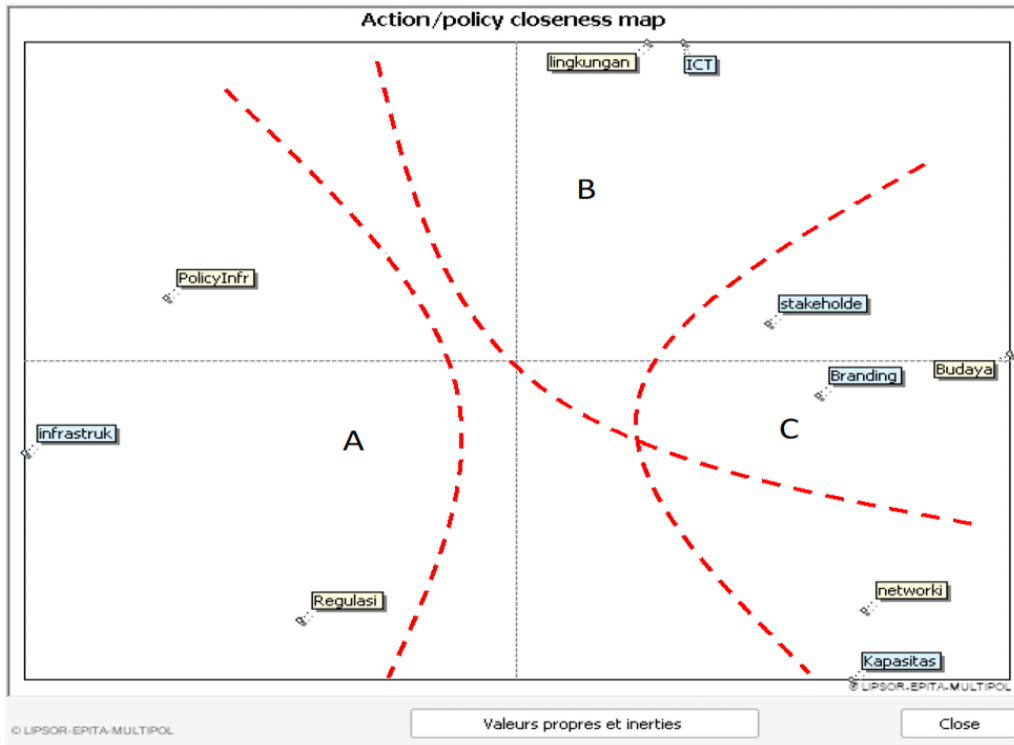 Action/policy closeness map
lingkungan
ICT
B
PolicyInfr
stakeholde
Budaya
Branding
infrastruk
A
C
Regulasi
networki
Kapasitas
© LIPSOR-EPITA-MULTIPOL
© LIPSOR-EPITA-MULTIPOL
Valeurs propres et inerties
Close